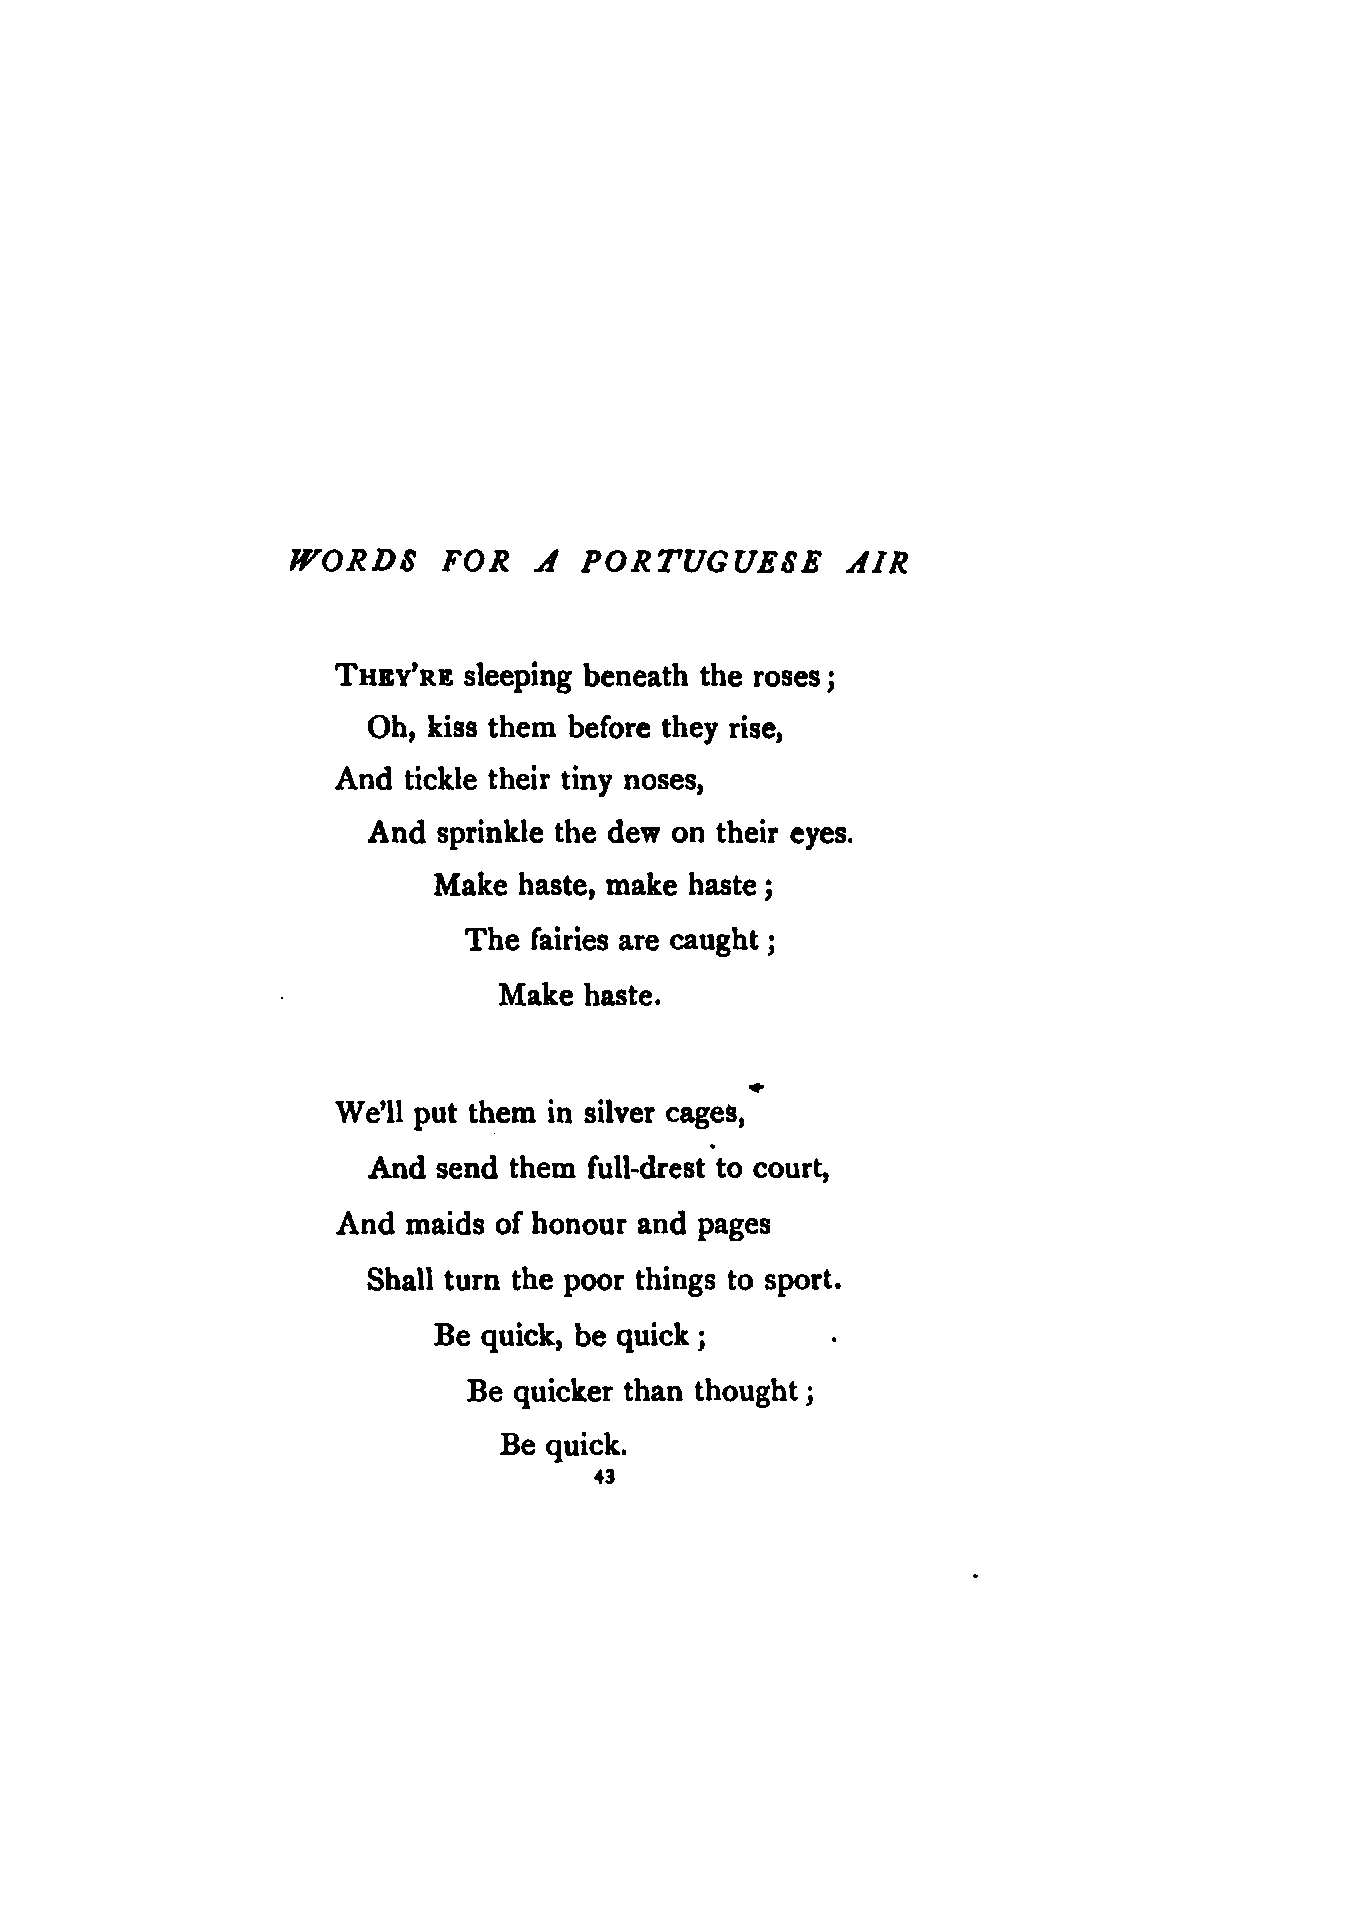 WORDS FOR A PORTUGUESE AIR
THEY'RE sleeping beneath the roses;
Oh, kiss them before they rise,
And tickle their tiny noses,
And sprinkle the dew on their eyes.
Make haste, make haste;
The fairies are caught;
Make haste.
We'll put them in silver cages,
And send them full-drest to court,
And maids of honour and pages
Shall turn the poor things to sport.
Be quick, be quick;
Be quicker than thought;
Be quick.
43